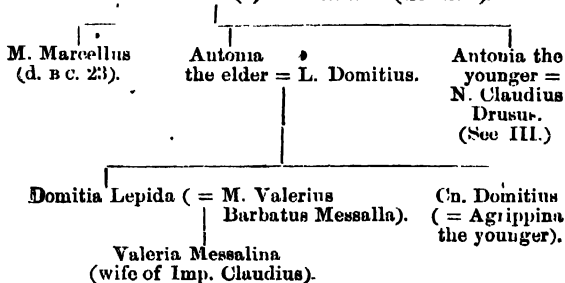 M. Marcellus
(d. B C. 23).
Antonia
the elder = L. Domitius.
Antonia the
younger =
N. Claudius
Drusus.
(See III.)
Domitia Lepida ( = M. Valerius
Barbatus Messalla).
Cn. Domitius
( = Agrippina
the younger).
Valeria Messalina
(wife of Imp. Claudius).